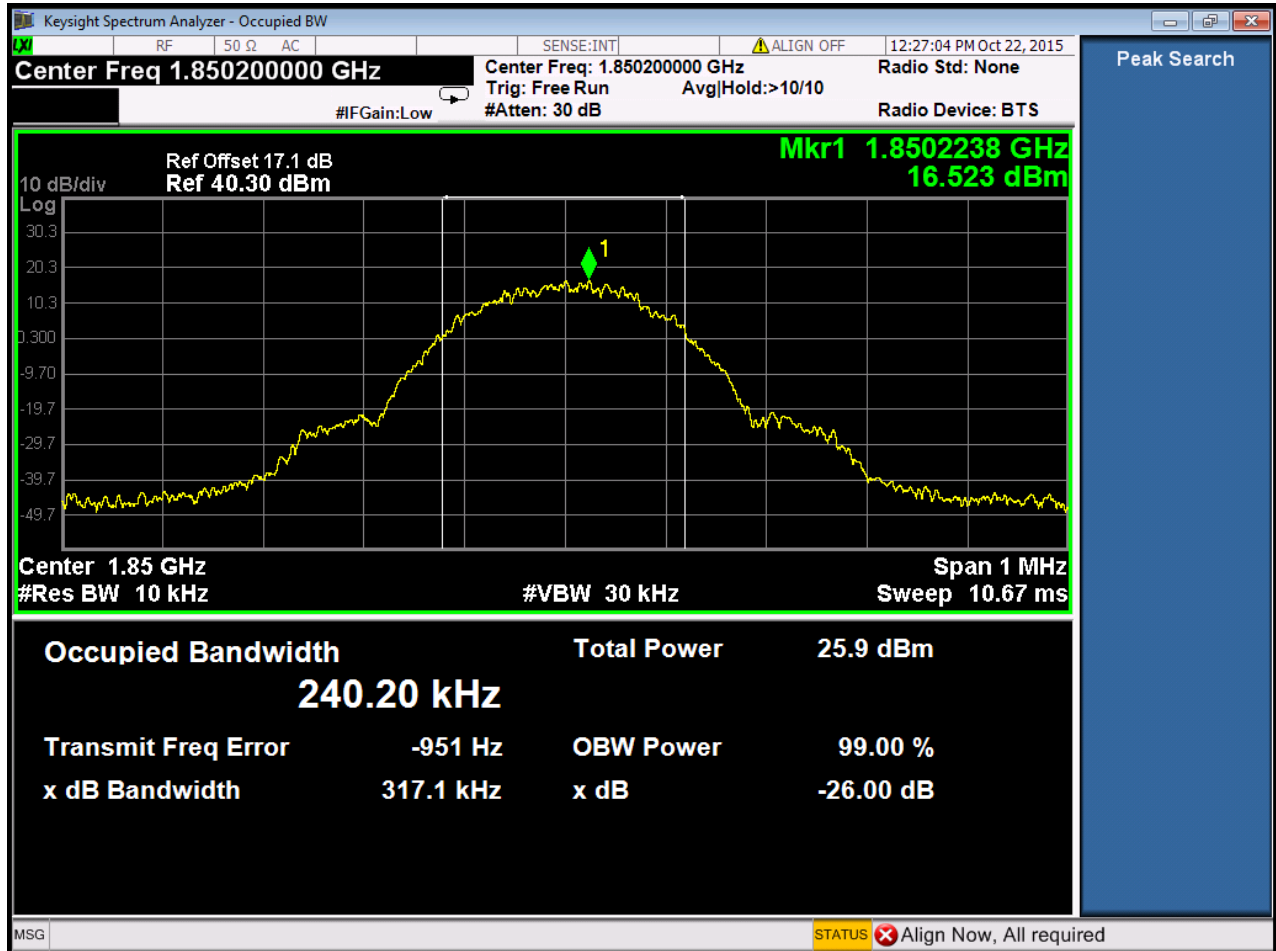 Keysight Spectrum Analyzer - Occupied BW
LXI RF 50 Ω AC SENSE:INT ALIGN OFF 12:27:04 PM Oct 22, 2015
Center Freq 1.850200000 GHz
Center Freq: 1.850200000 GHz Radio Std: None
Trig: Free Run Avg|Hold:>10/10
#IFGain:Low #Atten: 30 dB Radio Device: BTS
Peak Search
Mkr1 1.8502238 GHz
16.523 dBm
Ref Offset 17.1 dB
10 dB/div Ref 40.30 dBm
Log
30.3
20.3
10.3
0.300
-9.70
-19.7
-29.7
-39.7
-49.7
1
Center 1.85 GHz Span 1 MHz
#Res BW 10 kHz #VBW 30 kHz Sweep 10.67 ms
Occupied Bandwidth Total Power 25.9 dBm
240.20 kHz
Transmit Freq Error -951 Hz OBW Power 99.00 %
x dB Bandwidth 317.1 kHz x dB -26.00 dB
MSG STATUS Align Now, All required